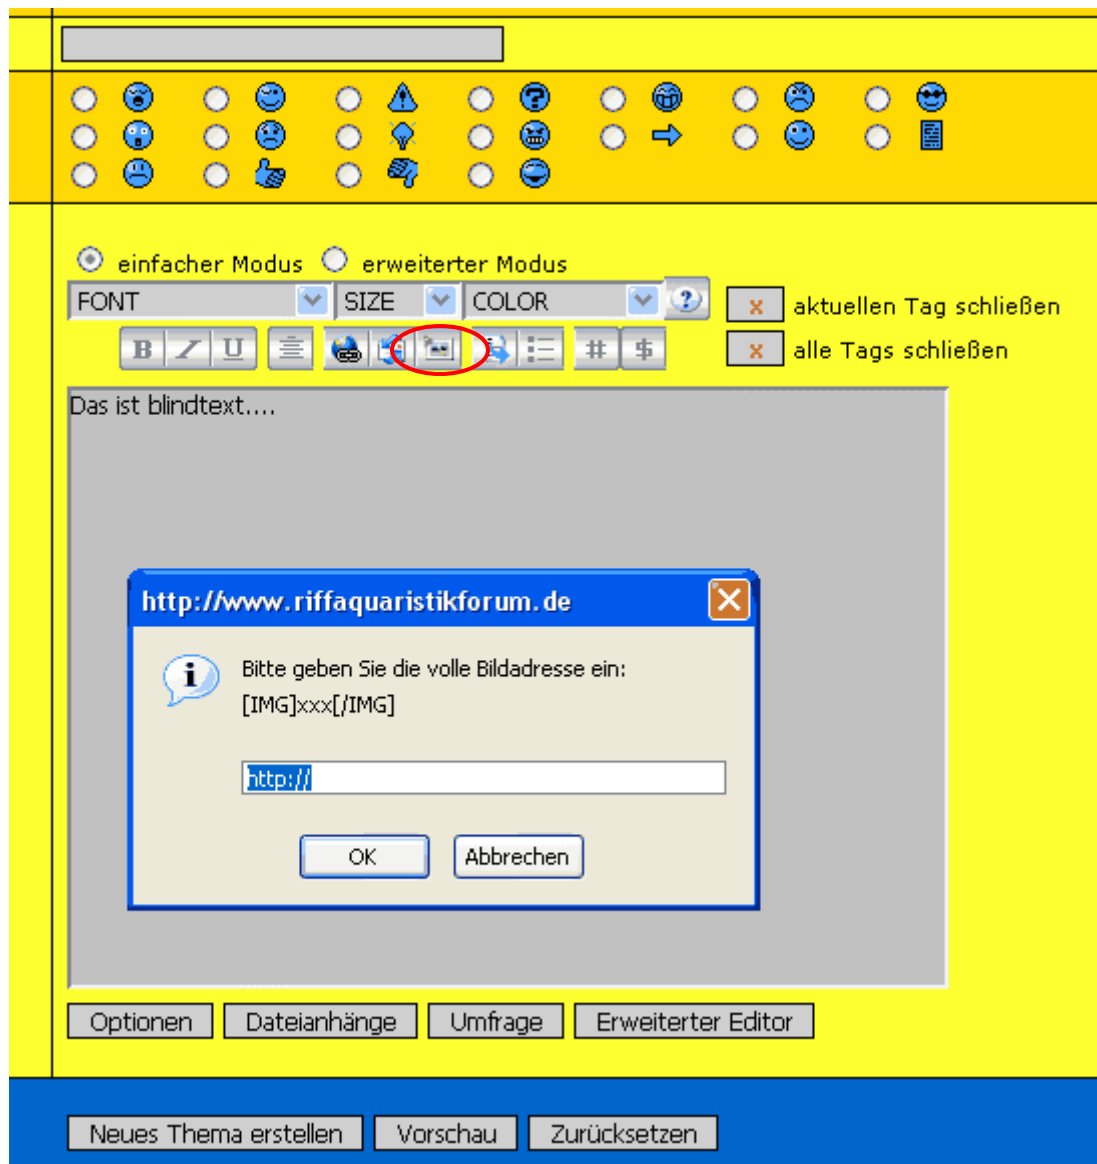 einfacher Modus erweiterter Modus
FONT SIZE COLOR ? x aktuellen Tag schließen
B I U # $ x alle Tags schließen
Das ist blindtext....
http://www.riffaquaristikforum.de
Bitte geben Sie die volle Bildadresse ein:
[IMG]xxx[/IMG]
http://
OK Abbrechen
Optionen Dateianhänge Umfrage Erweiterter Editor
Neues Thema erstellen Vorschau Zurücksetzen